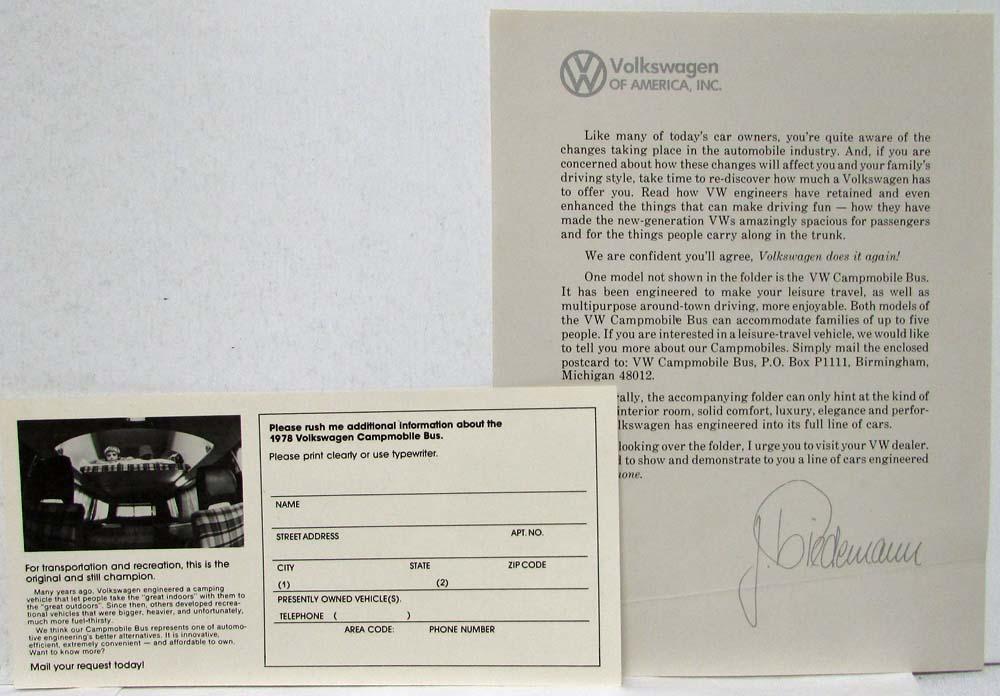 Volkswagen
OF AMERICA, INC.
Like many of today's car owners, you're quite aware of the
changes taking place in the automobile industry. And, if you are
concerned about how these changes will affect you and your family's
driving style, take time to re-discover how much a Volkswagen has
to offer you. Read how VW engineers have retained and even
enhanced the things that can make driving fun — how they have
made the new-generation VWs amazingly spacious for passengers
and for the things people carry along in the trunk.
We are confident you'll agree, Volkswagen does it again!
One model not shown in the folder is the VW Campmobile Bus.
It has been engineered to make your leisure travel, as well as
multipurpose around-town driving, more enjoyable. Both models of
the VW Campmobile Bus can accommodate families of up to five
people. If you are interested in a leisure-travel vehicle, we would like
to tell you more about our Campmobiles. Simply mail the enclosed
postcard to: VW Campmobile Bus, P.O. Box P1111, Birmingham,
Michigan 48012.
rally, the accompanying folder can only hint at the kind of
interior room, solid comfort, luxury, elegance and perfor-
lkswagen has engineered into its full line of cars.
looking over the folder, I urge you to visit your VW dealer.
l to show and demonstrate to you a line of cars engineered
one.
J. Biedemann
For transportation and recreation, this is the
original and still champion.
Many years ago, Volkswagen engineered a camping
vehicle that let people take the "great indoors" with them to
the "great outdoors". Since then, others developed recrea-
tional vehicles that were bigger, heavier, and unfortunately,
much more fuel-thirsty.
We think our Campmobile Bus represents one of automo-
tive engineering's better alternatives. It is innovative,
efficient, extremely convenient — and affordable to own.
Want to know more?
Mail your request today!
Please rush me additional information about the
1978 Volkswagen Campmobile Bus.
Please print clearly or use typewriter.
NAME
STREET ADDRESS APT. NO.
CITY STATE ZIP CODE
(1) (2)
PRESENTLY OWNED VEHICLE(S).
TELEPHONE ( )
AREA CODE: PHONE NUMBER